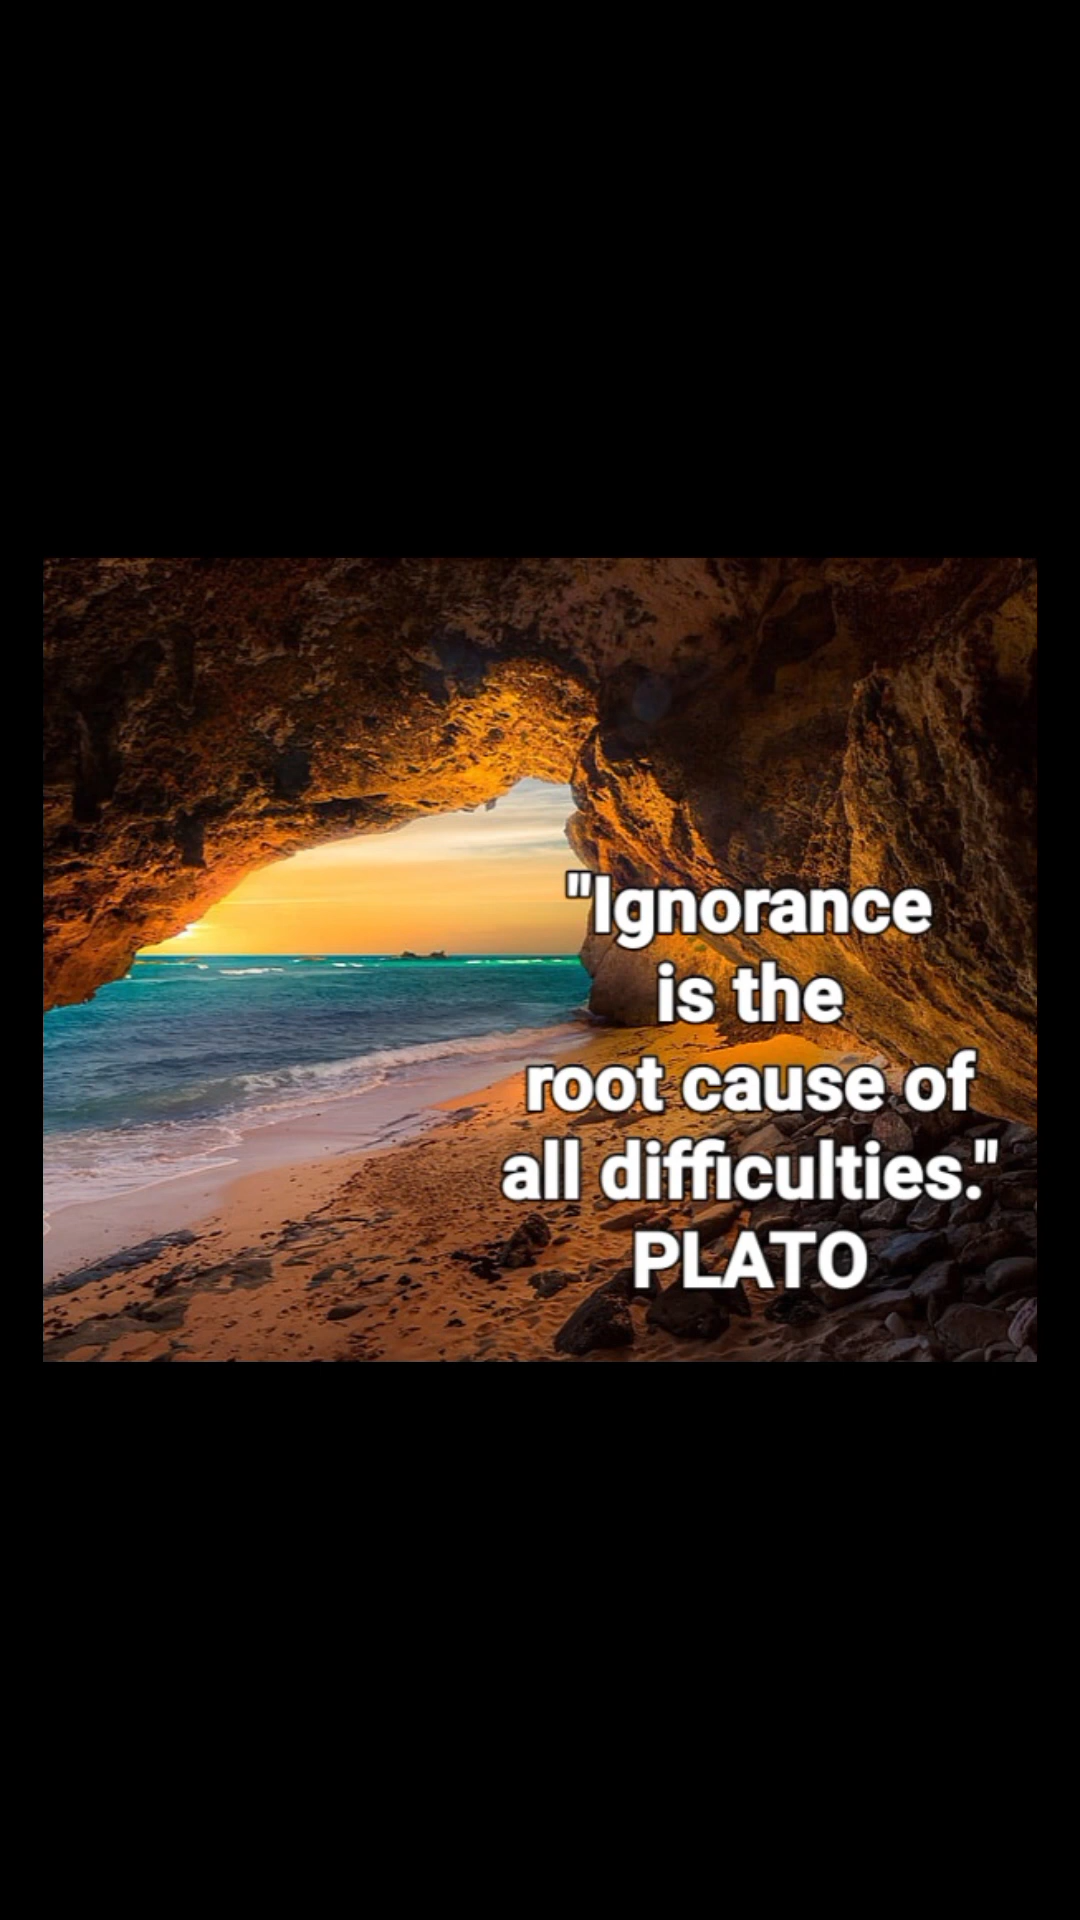 "Ignorance
is the
root cause of
all difficulties."
PLATO